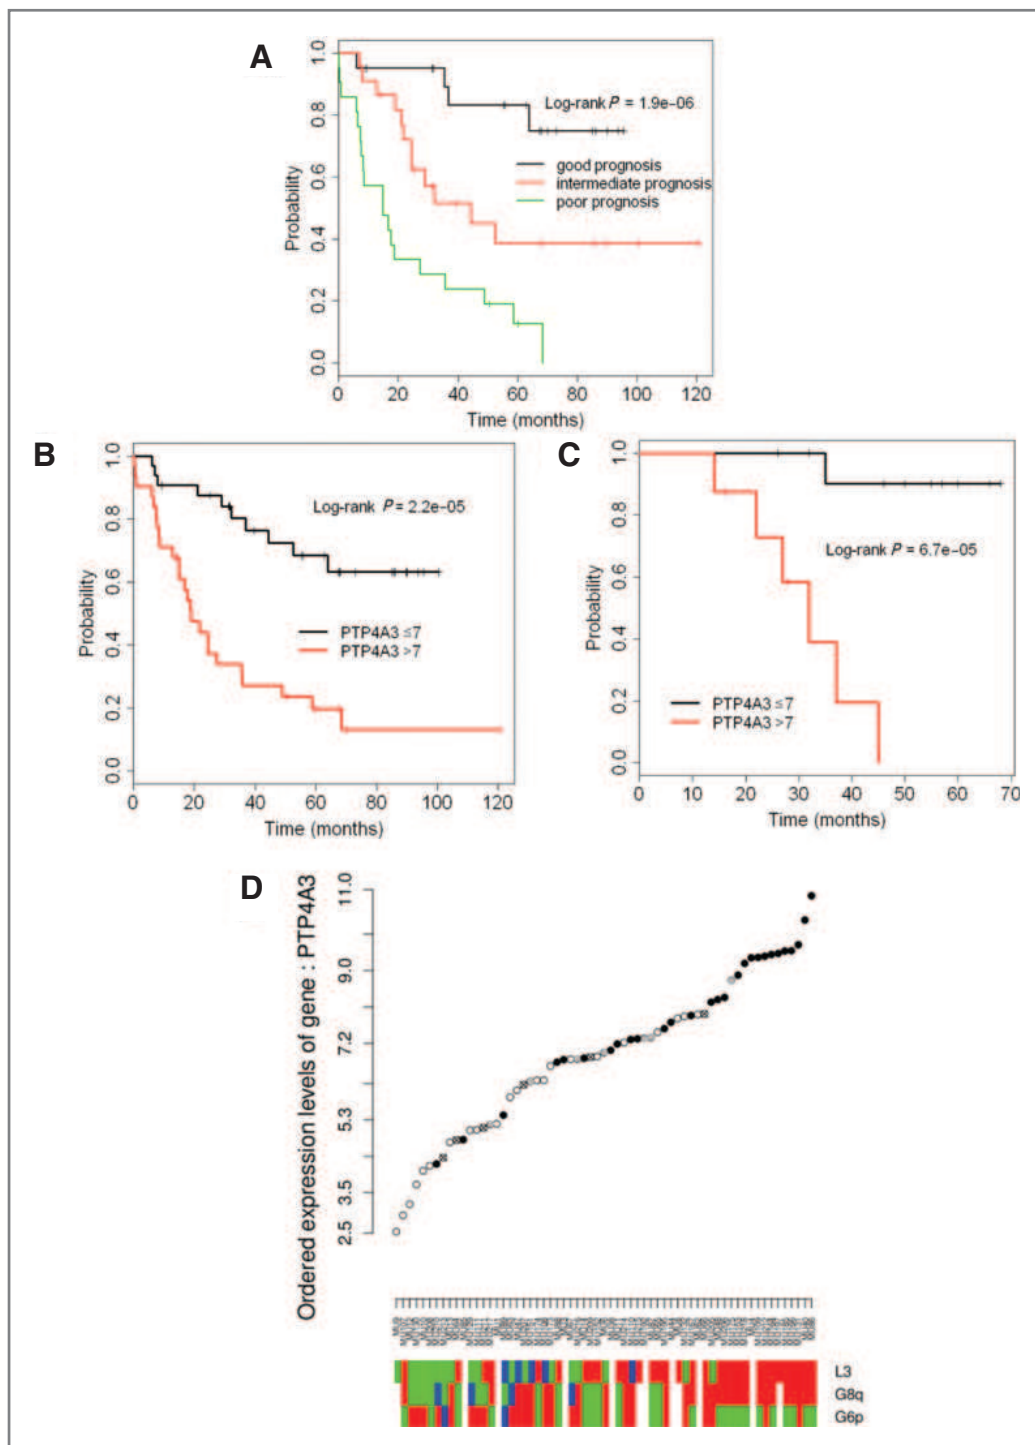 A
Log-rank P = 1.9e−06
good prognosis
intermediate prognosis
poor prognosis
Probability
0.0 0.2 0.4 0.6 0.8 1.0
0 20 40 60 80 100 120
Time (months)
B
Log-rank P = 2.2e−05
PTP4A3 ≤7
PTP4A3 >7
Probability
0.0 0.2 0.4 0.6 0.8 1.0
0 20 40 60 80 100 120
Time (months)
C
Log-rank P = 6.7e−05
PTP4A3 ≤7
PTP4A3 >7
Probability
0.0 0.2 0.4 0.6 0.8 1.0
0 10 20 30 40 50 60 70
Time (months)
D
Ordered expression levels of gene : PTP4A3
2.5 3.5 5.3 7.2 9.0 11.0
L3
G8q
G6p